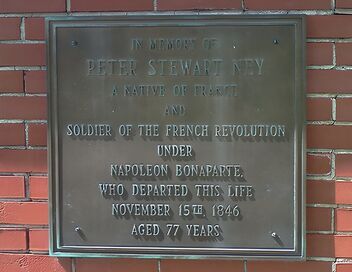 IN MEMORY OF
PETER STEWART NEY
A NATIVE OF FRANCE
AND
SOLDIER OF THE FRENCH REVOLUTION
UNDER
NAPOLEON BONAPARTE,
WHO DEPARTED THIS LIFE
NOVEMBER 15TH, 1846
AGED 77 YEARS